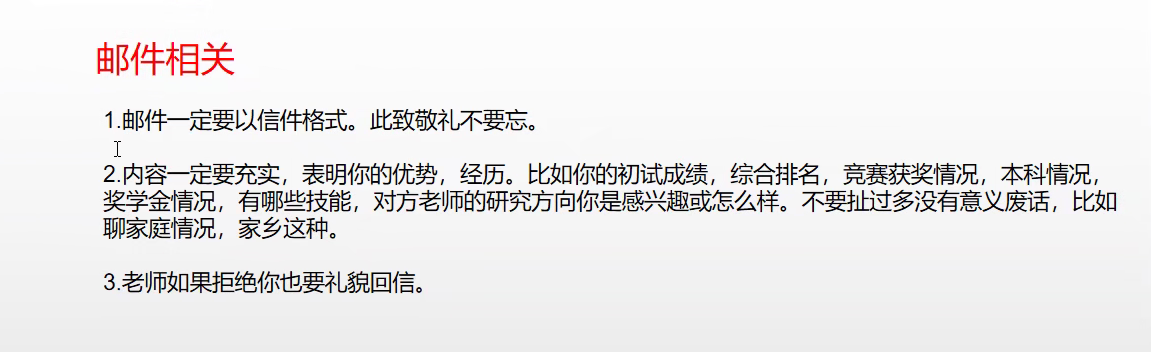 邮件相关
1.邮件一定要以信件格式。此致敬礼不要忘。
2.内容一定要充实，表明你的优势，经历。比如你的初试成绩，综合排名，竞赛获奖情况，本科情况，
奖学金情况，有哪些技能，对方老师的研究方向你是感兴趣或怎么样。不要扯过多没有意义废话，比如
聊家庭情况，家乡这种。
3.老师如果拒绝你也要礼貌回信。